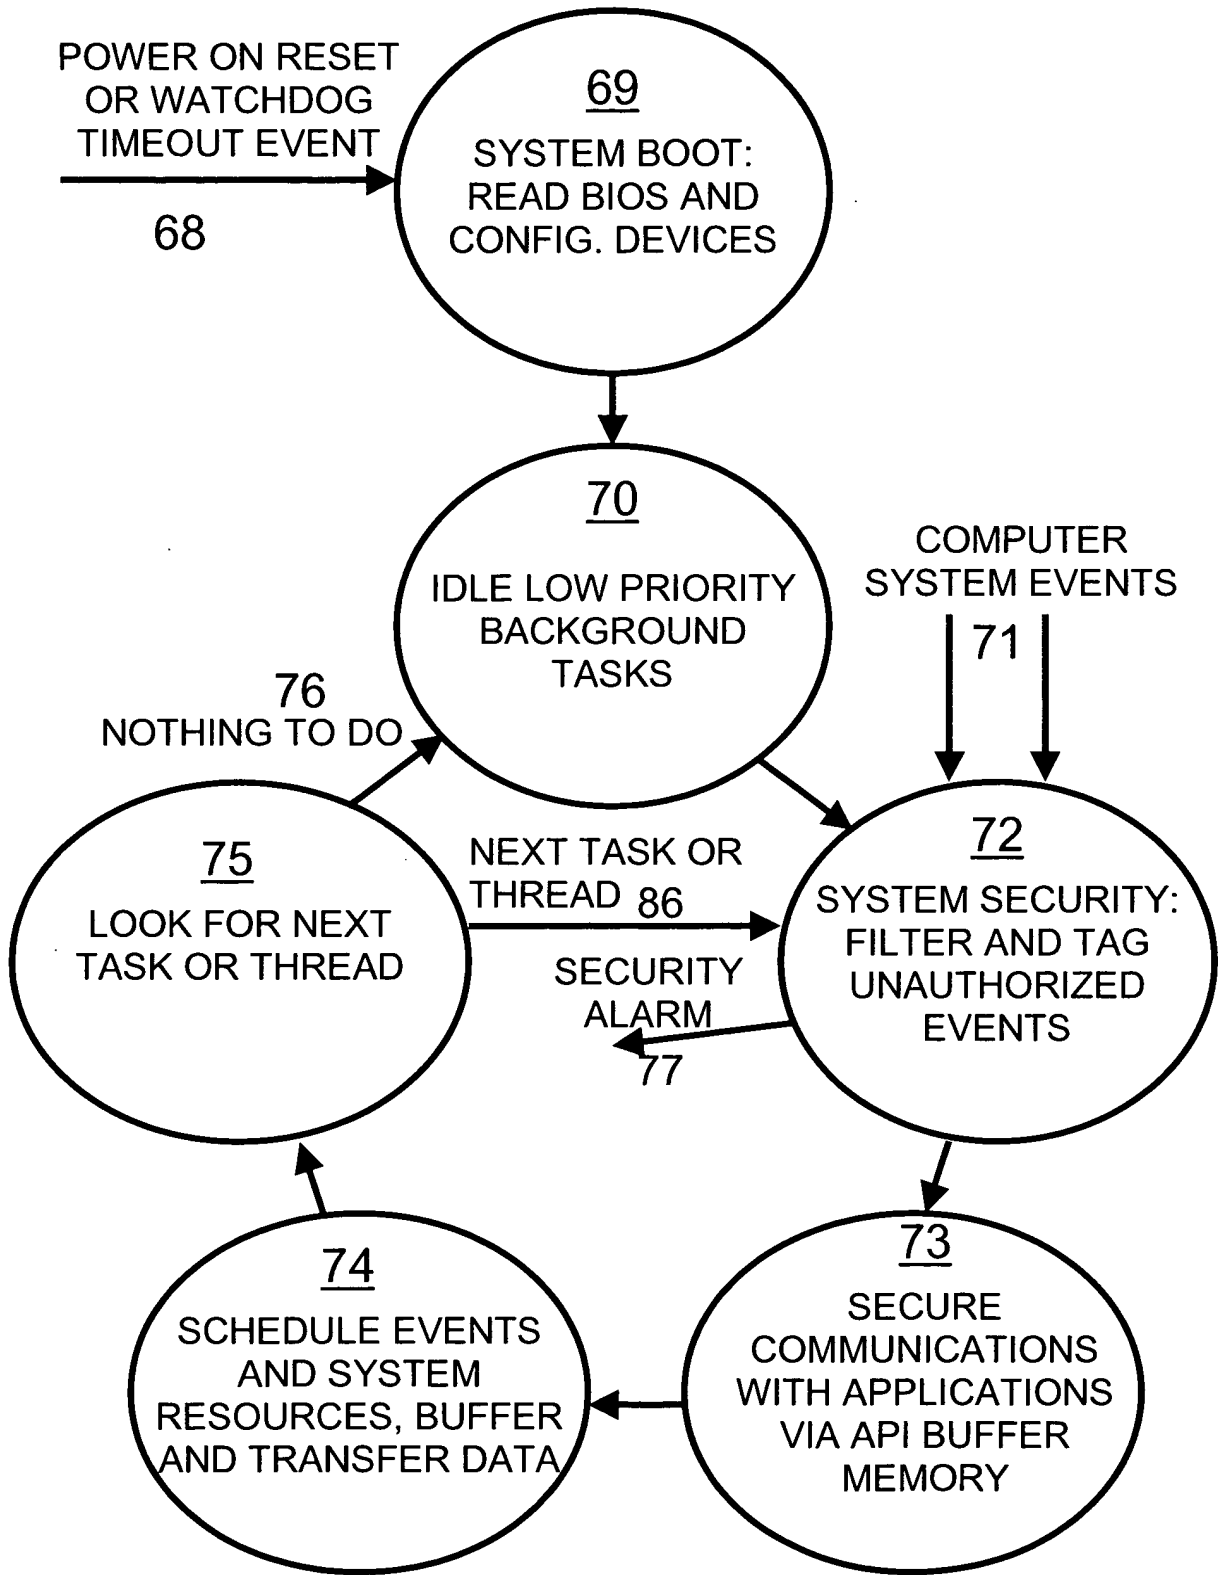 POWER ON RESET
OR WATCHDOG
TIMEOUT EVENT
68
69
SYSTEM BOOT:
READ BIOS AND
CONFIG. DEVICES
70
IDLE LOW PRIORITY
BACKGROUND
TASKS
COMPUTER
SYSTEM EVENTS
71
76
NOTHING TO DO
75
LOOK FOR NEXT
TASK OR THREAD
NEXT TASK OR
THREAD 86
SECURITY
ALARM
77
72
SYSTEM SECURITY:
FILTER AND TAG
UNAUTHORIZED
EVENTS
73
SECURE
COMMUNICATIONS
WITH APPLICATIONS
VIA API BUFFER
MEMORY
74
SCHEDULE EVENTS
AND SYSTEM
RESOURCES, BUFFER
AND TRANSFER DATA